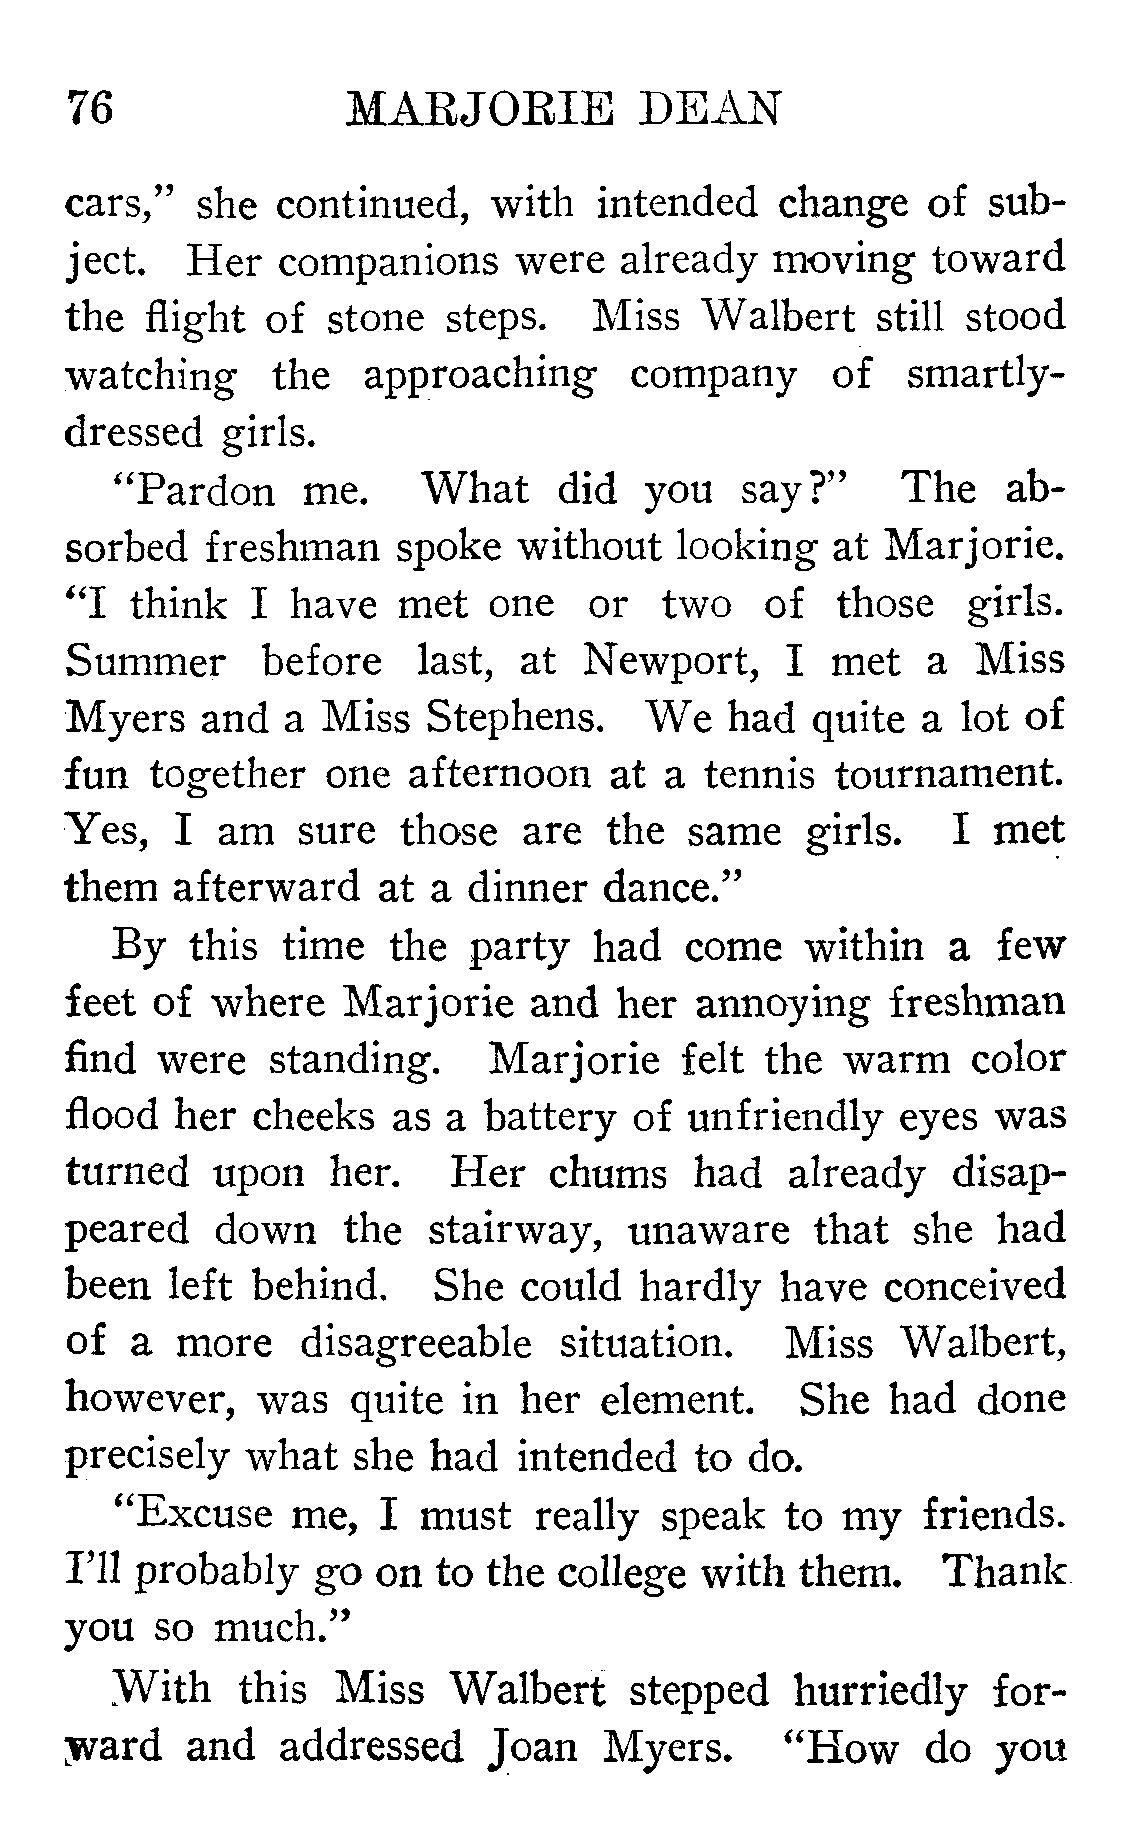 76 MARJORIE DEAN
cars,” she continued, with intended change of sub-
ject. Her companions were already moving toward
the flight of stone steps. Miss Walbert still stood
watching the approaching company of smartly-
dressed girls.
“Pardon me. What did you say?” The ab-
sorbed freshman spoke without looking at Marjorie.
“I think I have met one or two of those girls.
Summer before last, at Newport, I met a Miss
Myers and a Miss Stephens. We had quite a lot of
fun together one afternoon at a tennis tournament.
Yes, I am sure those are the same girls. I met
them afterward at a dinner dance.”
By this time the party had come within a few
feet of where Marjorie and her annoying freshman
find were standing. Marjorie felt the warm color
flood her cheeks as a battery of unfriendly eyes was
turned upon her. Her chums had already disap-
peared down the stairway, unaware that she had
been left behind. She could hardly have conceived
of a more disagreeable situation. Miss Walbert,
however, was quite in her element. She had done
precisely what she had intended to do.
“Excuse me, I must really speak to my friends.
I’ll probably go on to the college with them. Thank
you so much.”
With this Miss Walbert stepped hurriedly for-
ward and addressed Joan Myers. “How do you